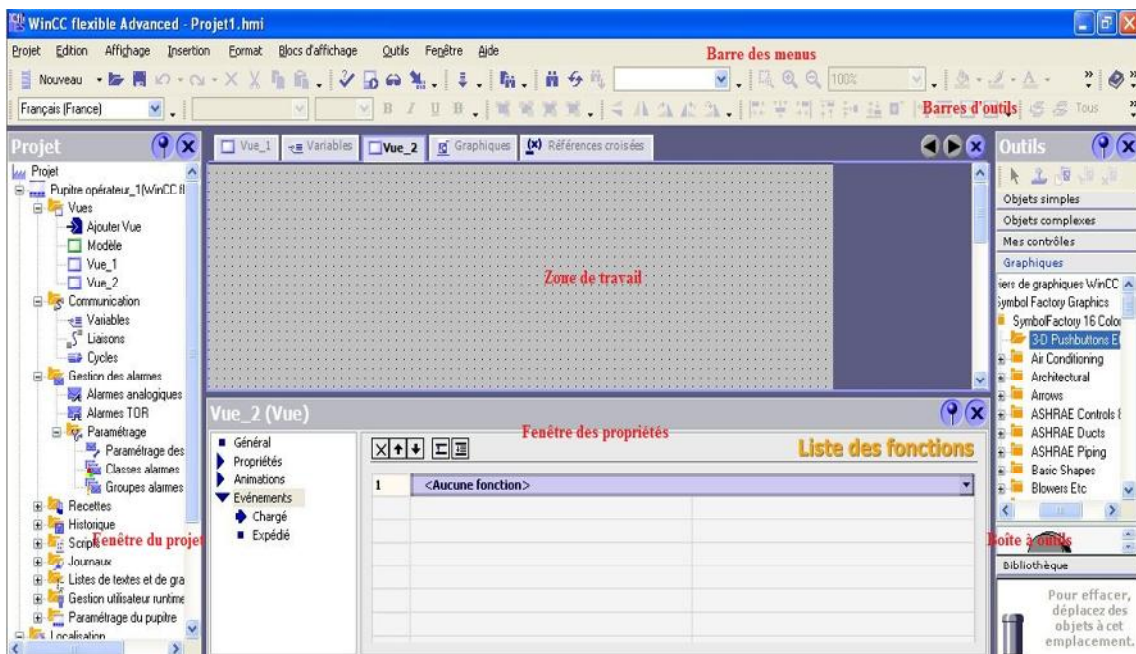 WinCC flexible Advanced - Projet1.hmi
Projet Edition Affichage Insertion Format Blocs d'affichage Outils Fenêtre Aide
Barre des menus
Nouveau
100%
Français (France)
B I U B
Barres d'outils
Tous
Projet
Projet
Pupitre opérateur_1(WinCC fl
Vues
Ajouter Vue
Modèle
Vue_1
Vue_2
Communication
Variables
Liaisons
Cycles
Gestion des alarmes
Alarmes analogiques
Alarmes TOR
Paramétrage
Paramétrage des
Classes alarmes
Groupes alarmes
Recettes
Historique
Scripts
Fenêtre du projet
Journaux
Listes de textes et de gra
Gestion utilisateur runtime
Paramétrage du pupitre
Localisation
Vue_1 Variables Vue_2 Graphiques Références croisées
Zone de travail
Vue_2 (Vue)
Fenêtre des propriétés
Général
Propriétés
Animations
Evénements
Chargé
Expédié
Liste des fonctions
1 <Aucune fonction>
Outils
Objets simples
Objets complexes
Mes contrôles
Graphiques
iers de graphiques WinCC
Symbol Factory Graphics
SymbolFactory 16 Color
3-D Pushbuttons E
Air Conditioning
Architectural
Arrows
ASHRAE Controls &
ASHRAE Ducts
ASHRAE Piping
Basic Shapes
Blowers Etc
Boîte à outils
Bibliothèque
Pour effacer,
déplacez des
objets à cet
emplacement.